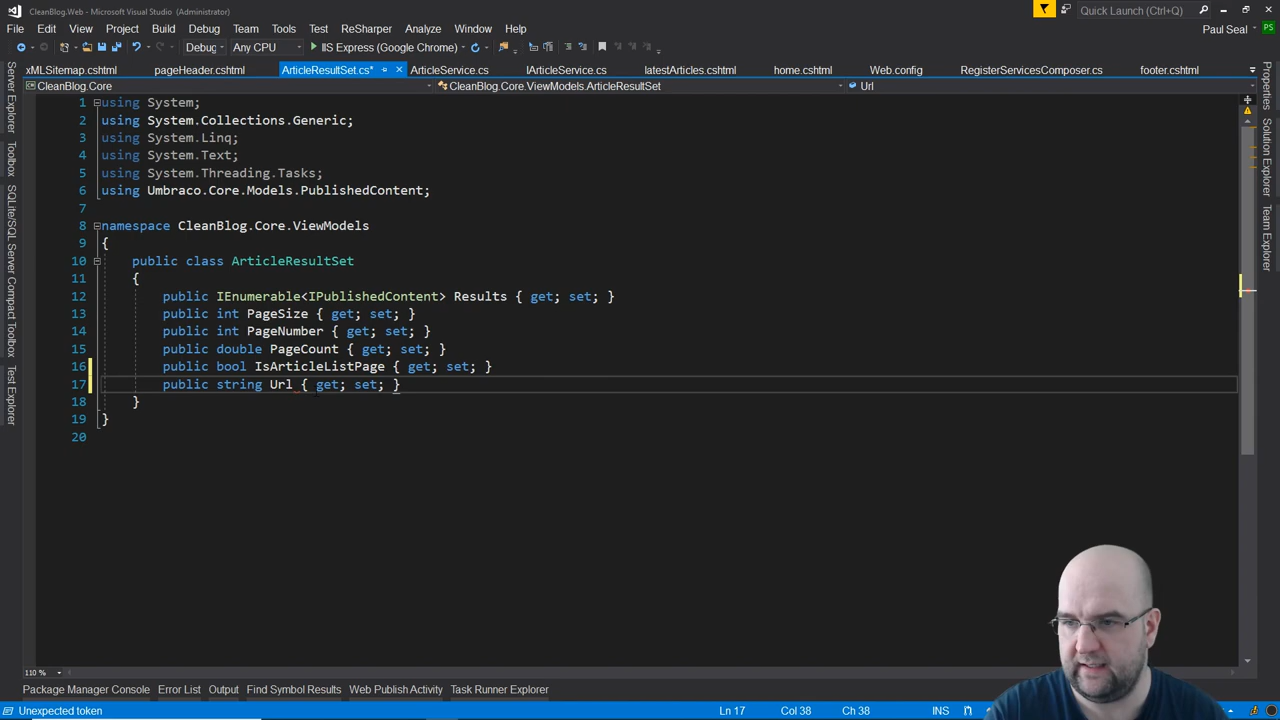 CleanBlog.Web - Microsoft Visual Studio (Administrator)
Quick Launch (Ctrl+Q)
File Edit View Project Build Debug Team Tools Test ReSharper Analyze Window Help
Paul Seal PS
Debug Any CPU IIS Express (Google Chrome)
xMLSitemap.cshtml pageHeader.cshtml ArticleResultSet.cs* ArticleService.cs IArticleService.cs latestArticles.cshtml home.cshtml Web.config RegisterServicesComposer.cs footer.cshtml
CleanBlog.Core CleanBlog.Core.ViewModels.ArticleResultSet Url
Server Explorer
Toolbox
SQLite/SQL Server Compact Toolbox
Test Explorer
1 using System;
2 using System.Collections.Generic;
3 using System.Linq;
4 using System.Text;
5 using System.Threading.Tasks;
6 using Umbraco.Core.Models.PublishedContent;
7
8 namespace CleanBlog.Core.ViewModels
9 {
10 public class ArticleResultSet
11 {
12 public IEnumerable<IPublishedContent> Results { get; set; }
13 public int PageSize { get; set; }
14 public int PageNumber { get; set; }
15 public double PageCount { get; set; }
16 public bool IsArticleListPage { get; set; }
17 public string Url { get; set; }
18 }
19 }
20
Properties
Solution Explorer
Team Explorer
110 %
Package Manager Console Error List Output Find Symbol Results Web Publish Activity Task Runner Explorer
Unexpected token Ln 17 Col 38 Ch 38 INS